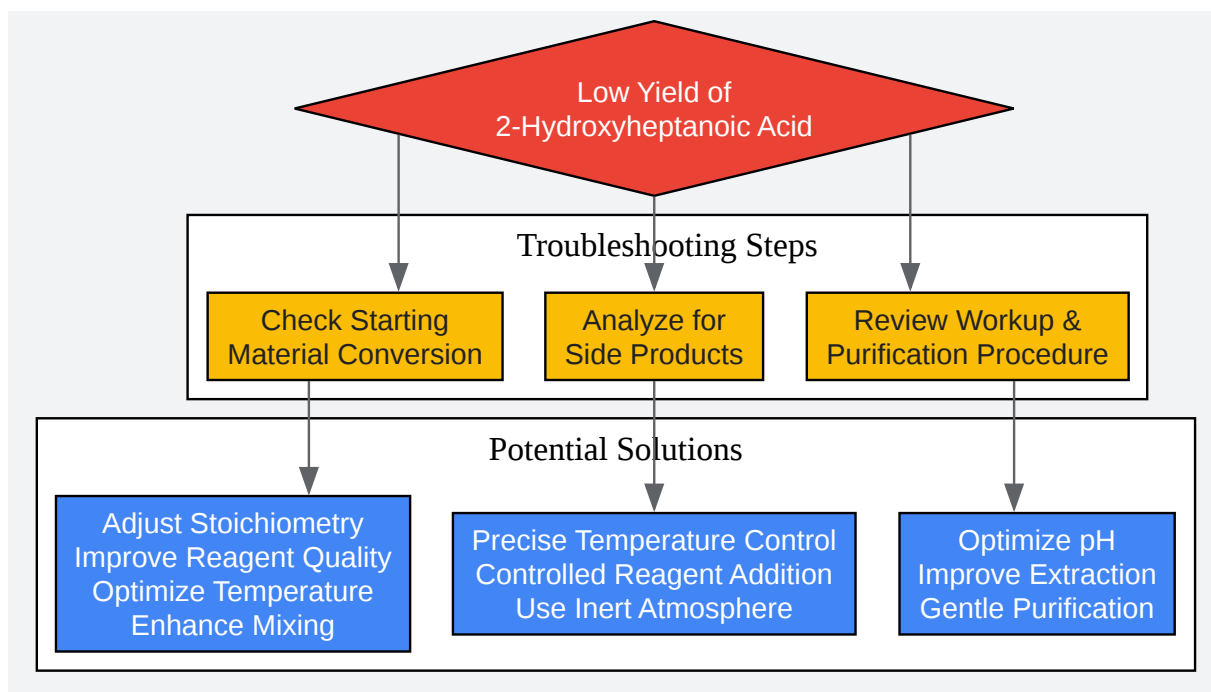 Low Yield of
2-Hydroxyheptanoic Acid
Troubleshooting Steps
Check Starting
Material Conversion
Analyze for
Side Products
Review Workup &
Purification Procedure
Potential Solutions
Adjust Stoichiometry
Improve Reagent Quality
Optimize Temperature
Enhance Mixing
Precise Temperature Control
Controlled Reagent Addition
Use Inert Atmosphere
Optimize pH
Improve Extraction
Gentle Purification